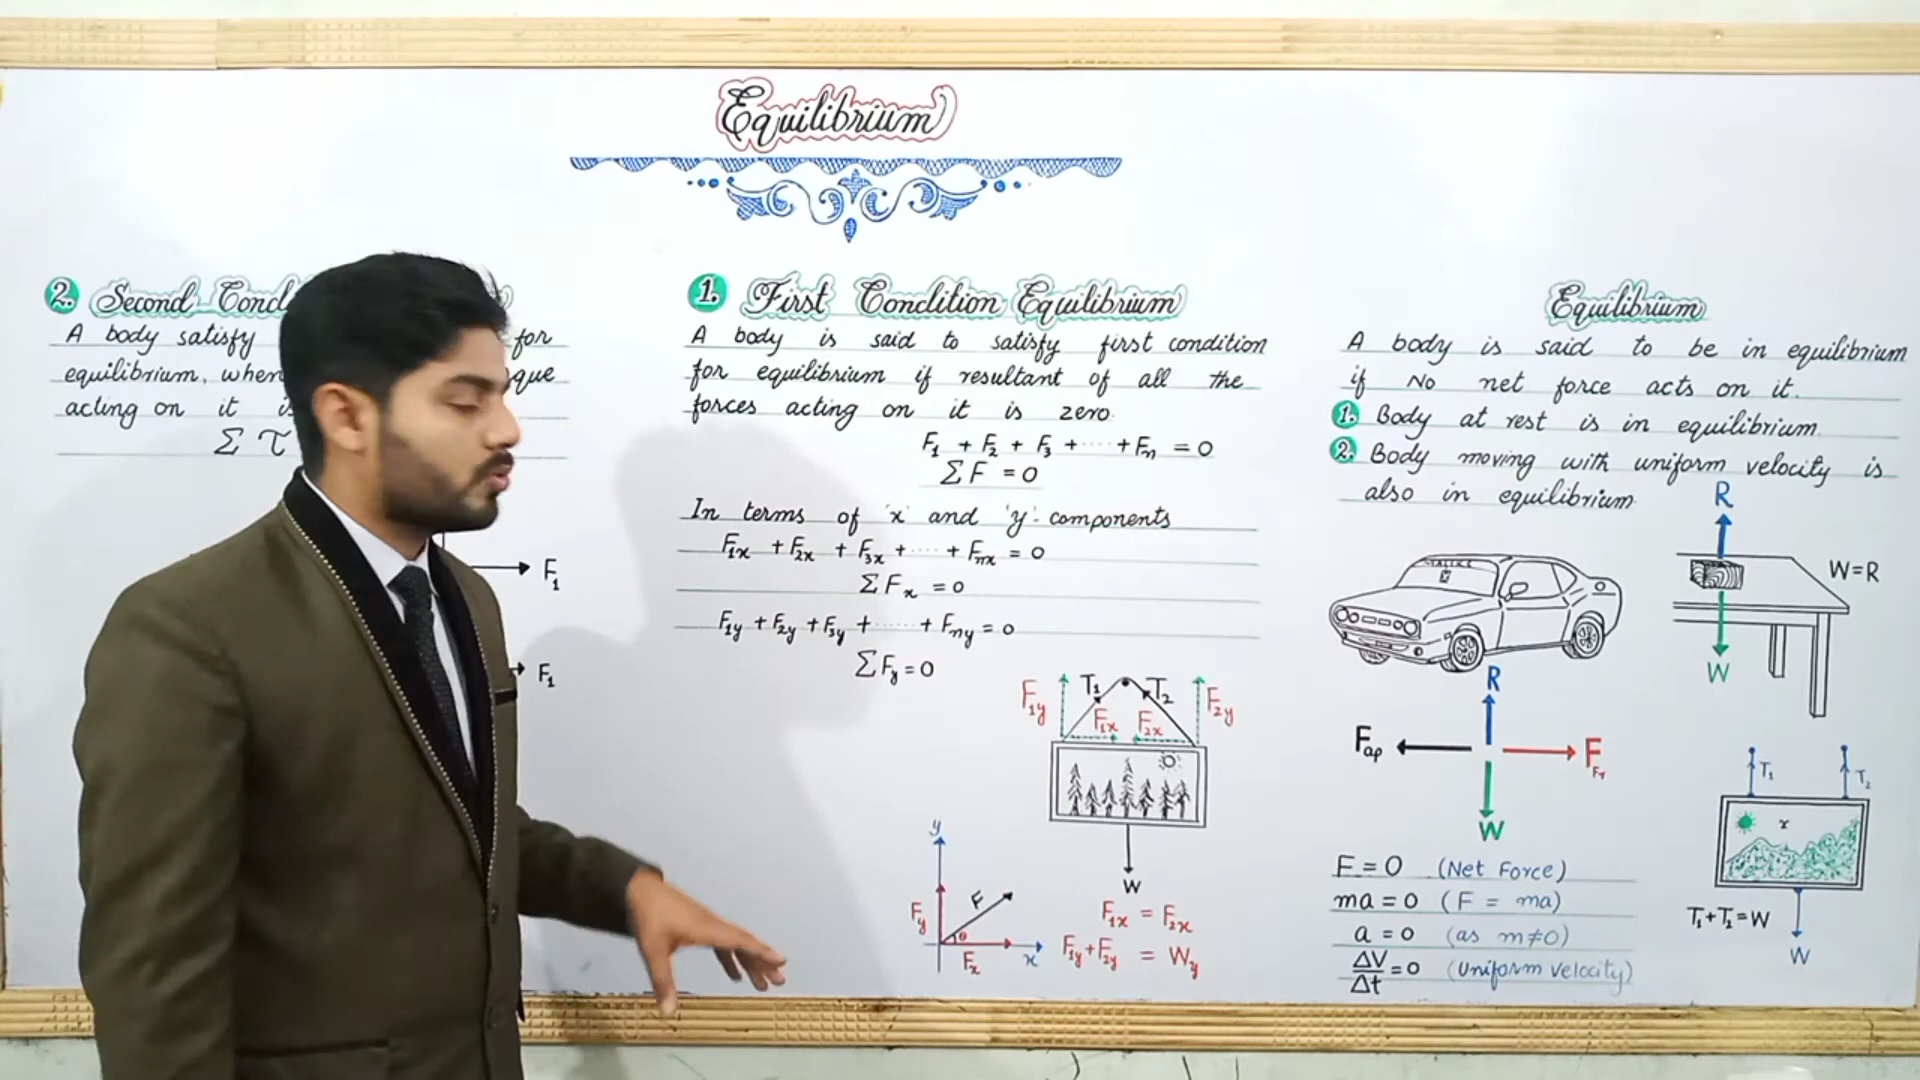 Equilibrium
2. Second Cond
A body satisfy for
equilibrium, when que
acting on it is
Σ τ
F₁
F₁
1. First Condition Equilibrium
A body is said to satisfy first condition
for equilibrium if resultant of all the
forces acting on it is zero.
F₁ + F₂ + F₃ + ····· + Fₙ = 0
ΣF = 0
In terms of 'x' and 'y'- components
F₁ₓ + F₂ₓ + F₃ₓ + ····· + Fₙₓ = 0
ΣFₓ = 0
F₁y + F₂y + F₃y + ······ + Fny = 0
ΣFy = 0
F₁y T₁ T₂ F₂y
F₁ₓ F₂ₓ
W
y
F
Fy
θ
Fₓ x
F₁ₓ = F₂ₓ
F₁y + F₂y = Wy
Equilibrium
A body is said to be in equilibrium
if No net force acts on it.
1. Body at rest is in equilibrium.
2. Body moving with uniform velocity is
also in equilibrium
R
W=R
W
R
Fap
FFr
W
T₁ T₂
T₁+T₂=W
W
F = 0 (Net Force)
ma = 0 (F = ma)
a = 0 (as m≠0)
ΔV/Δt = 0 (Uniform velocity)